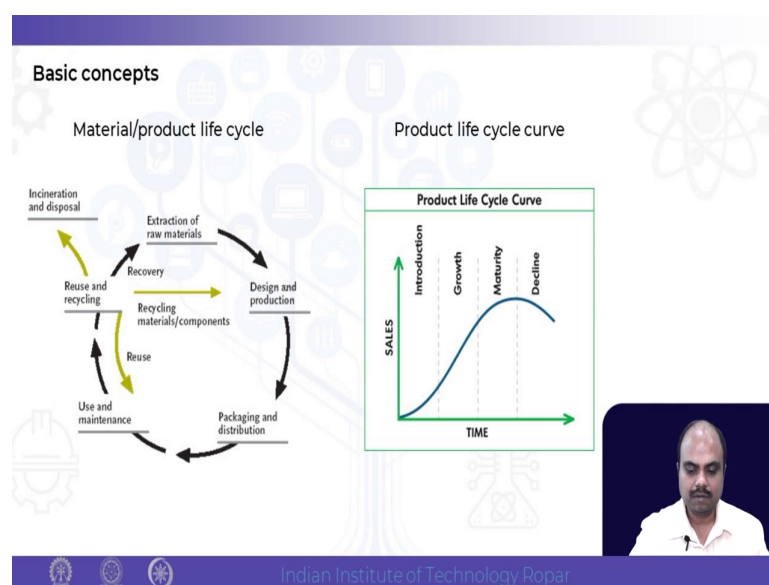 Basic concepts
Material/product life cycle
Incineration
and disposal
Extraction of
raw materials
Recovery
Reuse and
recycling
Design and
production
Recycling
materials/components
Reuse
Use and
maintenance
Packaging and
distribution
Product life cycle curve
Product Life Cycle Curve
Introduction
Growth
Maturity
Decline
SALES
TIME
Indian Institute of Technology Ropar